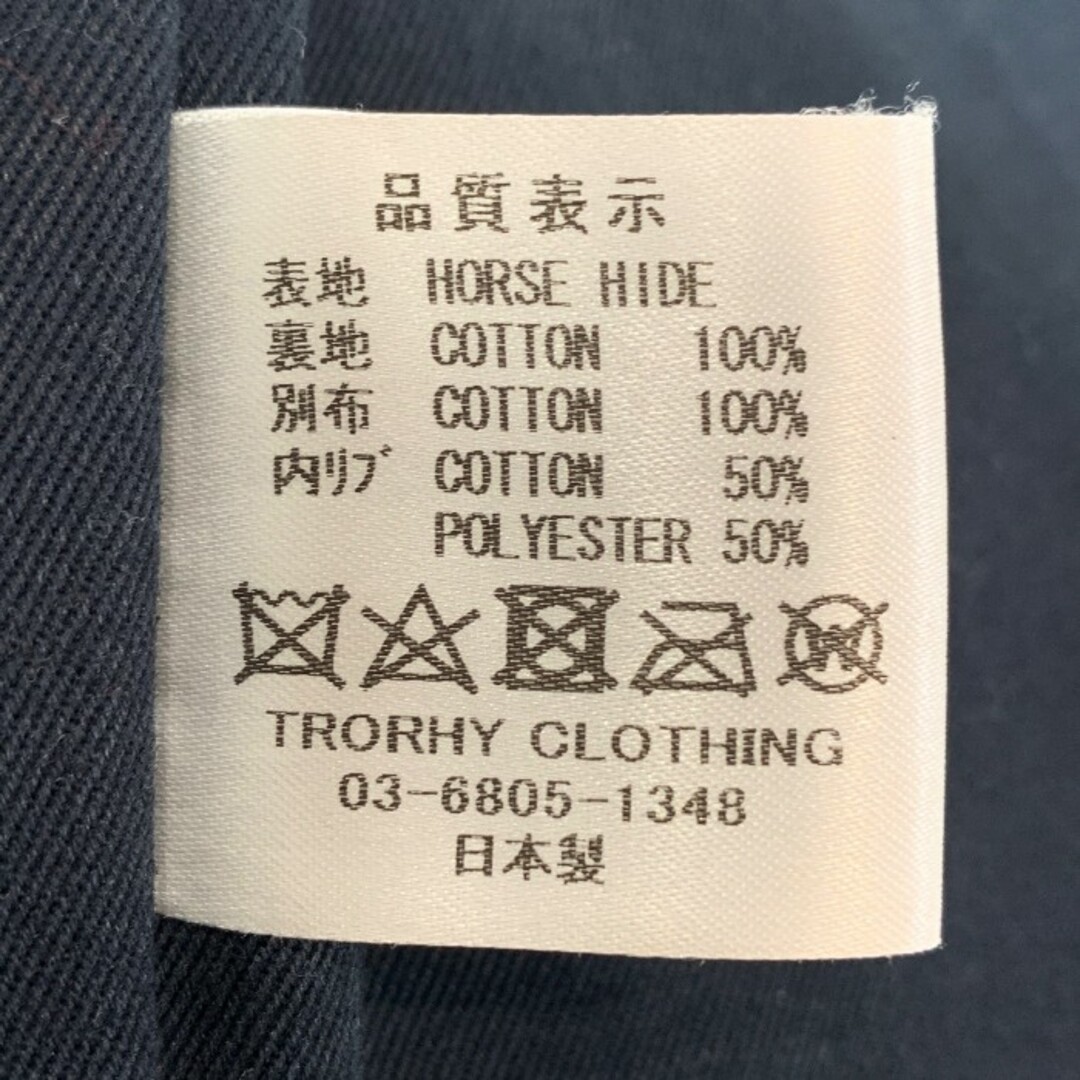 品質表示
表地 HORSE HIDE
裏地 COTTON 100%
別布 COTTON 100%
内リブ COTTON 50%
POLYESTER 50%
W
TRORHY CLOTHING
03-6805-1348
日本製